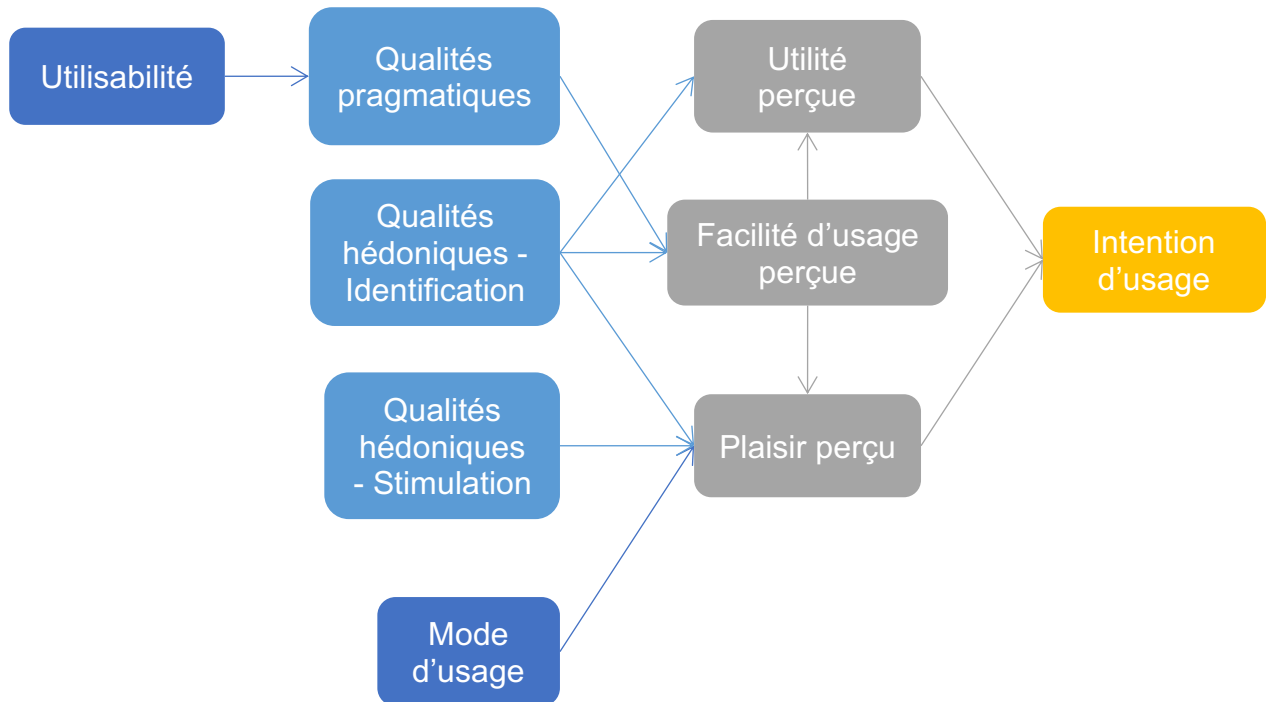 Utilisabilité
Qualités
pragmatiques
Utilité
perçue
Qualités
hédoniques -
Identification
Facilité d’usage
perçue
Intention
d’usage
Qualités
hédoniques
- Stimulation
Plaisir perçu
Mode
d’usage